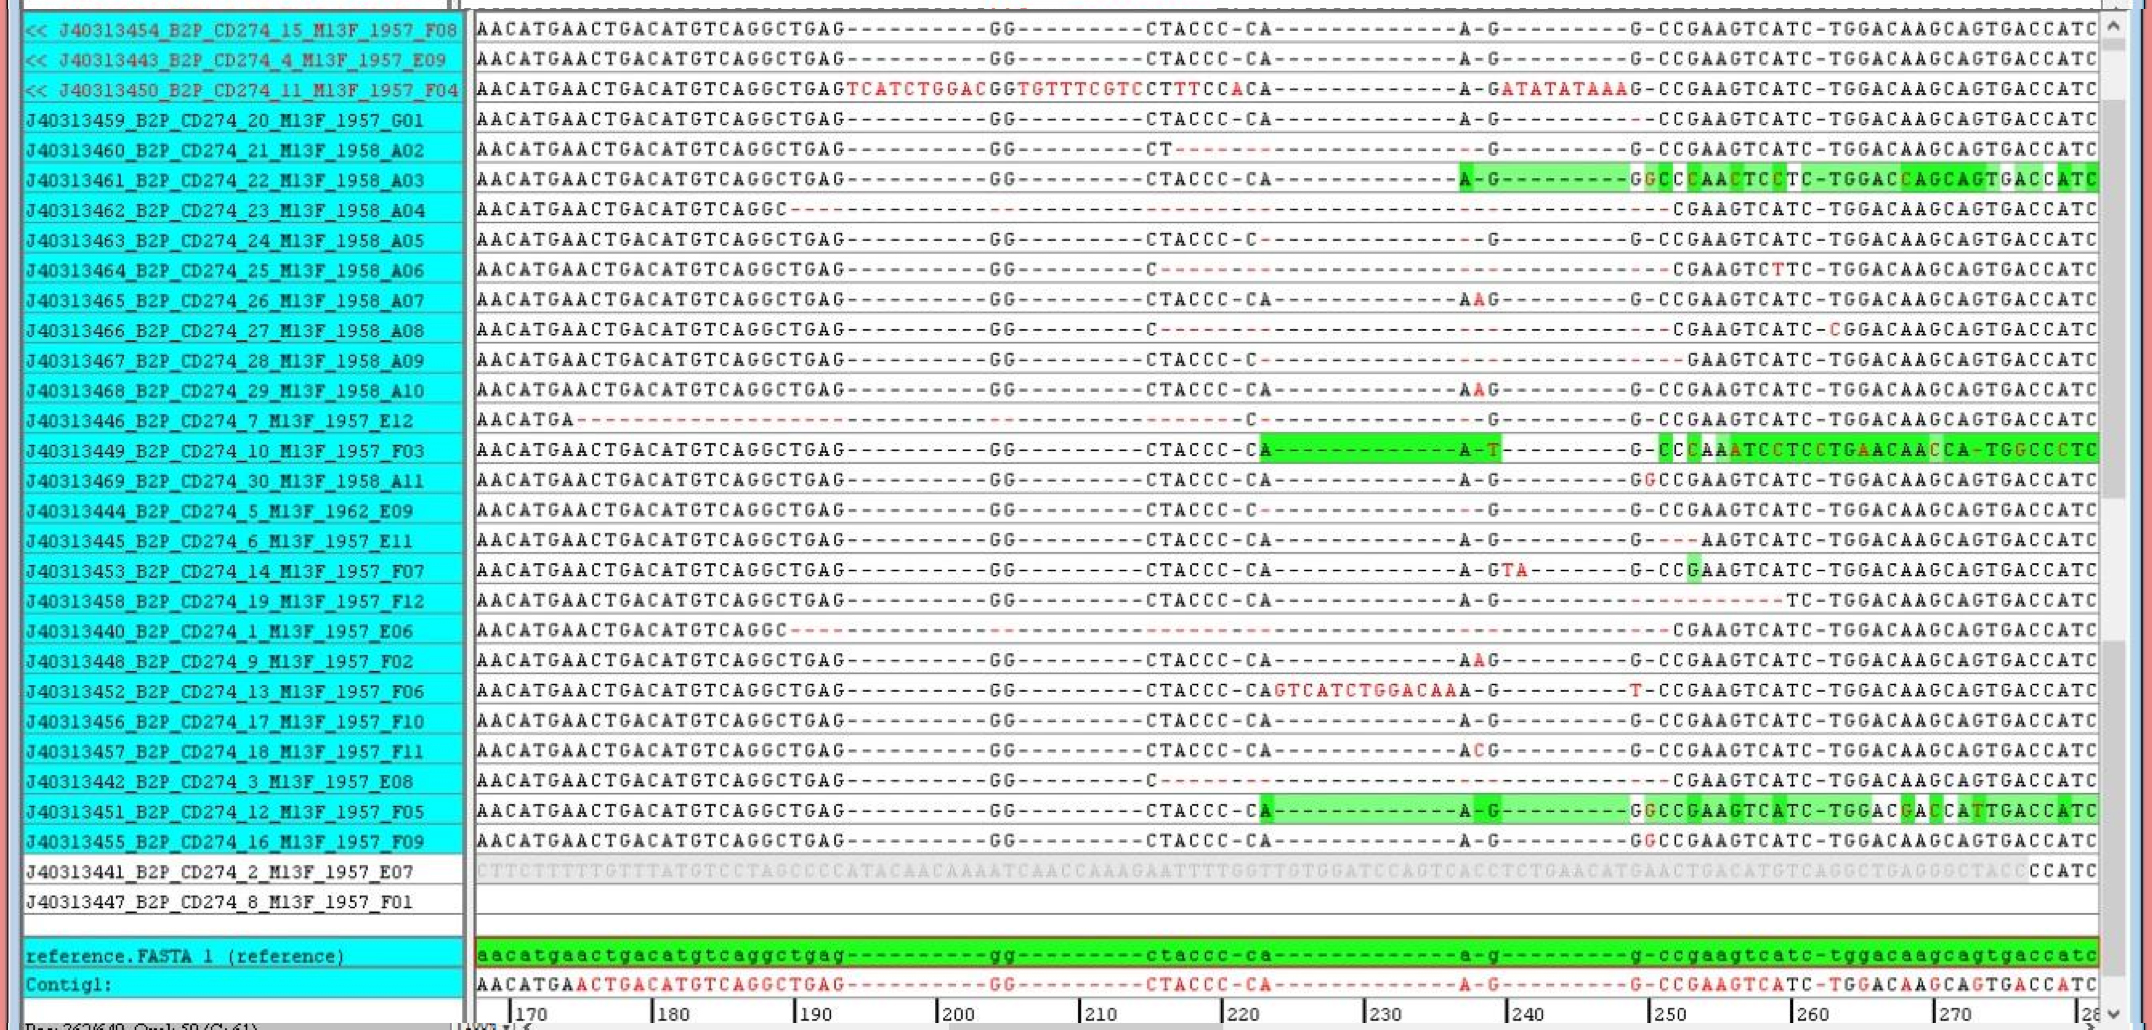 << J40313454_B2P_CD274_15_M13F_1957_F08 AACATGAACTGACATGTCAGGCTGAG----------GG---------CTACCC-CA-------------A-G---------G-CCGAAGTCATC-TGGACAAGCAGTGACCATC
<< J40313443_B2P_CD274_4_M13F_1957_E09 AACATGAACTGACATGTCAGGCTGAG----------GG---------CTACCC-CA-------------A-G---------G-CCGAAGTCATC-TGGACAAGCAGTGACCATC
<< J40313450_B2P_CD274_11_M13F_1957_F04 AACATGAACTGACATGTCAGGCTGAGTCATCTGGACGGTGTTTCGTCCTTTCCACA-------------A-GATATATAAAG-CCGAAGTCATC-TGGACAAGCAGTGACCATC
J40313459_B2P_CD274_20_M13F_1957_G01 AACATGAACTGACATGTCAGGCTGAG----------GG---------CTACCC-CA-------------A-G-----------CCGAAGTCATC-TGGACAAGCAGTGACCATC
J40313460_B2P_CD274_21_M13F_1958_A02 AACATGAACTGACATGTCAGGCTGAG----------GG---------CT----------------------G---------G-CCGAAGTCATC-TGGACAAGCAGTGACCATC
J40313461_B2P_CD274_22_M13F_1958_A03 AACATGAACTGACATGTCAGGCTGAG----------GG---------CTACCC-CA-------------A-G---------GGCCCAACTCCTC-TGGACCAGCAGTGACCATC
J40313462_B2P_CD274_23_M13F_1958_A04 AACATGAACTGACATGTCAGGC--------------------------------------------------------------CGAAGTCATC-TGGACAAGCAGTGACCATC
J40313463_B2P_CD274_24_M13F_1958_A05 AACATGAACTGACATGTCAGGCTGAG----------GG---------CTACCC-C----------------G---------G-CCGAAGTCATC-TGGACAAGCAGTGACCATC
J40313464_B2P_CD274_25_M13F_1958_A06 AACATGAACTGACATGTCAGGCTGAG----------GG---------C------------------------------------CGAAGTCTTC-TGGACAAGCAGTGACCATC
J40313465_B2P_CD274_26_M13F_1958_A07 AACATGAACTGACATGTCAGGCTGAG----------GG---------CTACCC-CA-------------AAG---------G-CCGAAGTCATC-TGGACAAGCAGTGACCATC
J40313466_B2P_CD274_27_M13F_1958_A08 AACATGAACTGACATGTCAGGCTGAG----------GG---------C------------------------------------CGAAGTCATC-CGGACAAGCAGTGACCATC
J40313467_B2P_CD274_28_M13F_1958_A09 AACATGAACTGACATGTCAGGCTGAG----------GG---------CTACCC-C------------------------------GAAGTCATC-TGGACAAGCAGTGACCATC
J40313468_B2P_CD274_29_M13F_1958_A10 AACATGAACTGACATGTCAGGCTGAG----------GG---------CTACCC-CA-------------AAG---------G-CCGAAGTCATC-TGGACAAGCAGTGACCATC
J40313446_B2P_CD274_7_M13F_1957_E12 AACATGA-----------------------------------------------C----------------G---------G-CCGAAGTCATC-TGGACAAGCAGTGACCATC
J40313449_B2P_CD274_10_M13F_1957_F03 AACATGAACTGACATGTCAGGCTGAG----------GG---------CTACCC-CA-------------A-T---------G-CCCAAATCCTCCTGAACAACCA-TGGCCCTC
J40313469_B2P_CD274_30_M13F_1958_A11 AACATGAACTGACATGTCAGGCTGAG----------GG---------CTACCC-CA-------------A-G---------GGCCGAAGTCATC-TGGACAAGCAGTGACCATC
J40313444_B2P_CD274_5_M13F_1962_E09 AACATGAACTGACATGTCAGGCTGAG----------GG---------CTACCC-C----------------G---------G-CCGAAGTCATC-TGGACAAGCAGTGACCATC
J40313445_B2P_CD274_6_M13F_1957_E11 AACATGAACTGACATGTCAGGCTGAG----------GG---------CTACCC-CA-------------A-G---------G----AAGTCATC-TGGACAAGCAGTGACCATC
J40313453_B2P_CD274_14_M13F_1957_F07 AACATGAACTGACATGTCAGGCTGAG----------GG---------CTACCC-CA-------------A-GTA-------G-CCGAAGTCATC-TGGACAAGCAGTGACCATC
J40313458_B2P_CD274_19_M13F_1957_F12 AACATGAACTGACATGTCAGGCTGAG----------GG---------CTACCC-CA-------------A-G--------------------TC-TGGACAAGCAGTGACCATC
J40313440_B2P_CD274_1_M13F_1957_E06 AACATGAACTGACATGTCAGGC--------------------------------------------------------------CGAAGTCATC-TGGACAAGCAGTGACCATC
J40313448_B2P_CD274_9_M13F_1957_F02 AACATGAACTGACATGTCAGGCTGAG----------GG---------CTACCC-CA-------------AAG---------G-CCGAAGTCATC-TGGACAAGCAGTGACCATC
J40313452_B2P_CD274_13_M13F_1957_F06 AACATGAACTGACATGTCAGGCTGAG----------GG---------CTACCC-CAGTCATCTGGACAAA-G---------T-CCGAAGTCATC-TGGACAAGCAGTGACCATC
J40313456_B2P_CD274_17_M13F_1957_F10 AACATGAACTGACATGTCAGGCTGAG----------GG---------CTACCC-CA-------------A-G---------G-CCGAAGTCATC-TGGACAAGCAGTGACCATC
J40313457_B2P_CD274_18_M13F_1957_F11 AACATGAACTGACATGTCAGGCTGAG----------GG---------CTACCC-CA-------------ACG---------G-CCGAAGTCATC-TGGACAAGCAGTGACCATC
J40313442_B2P_CD274_3_M13F_1957_E08 AACATGAACTGACATGTCAGGCTGAG----------GG---------C------------------------------------CGAAGTCATC-TGGACAAGCAGTGACCATC
J40313451_B2P_CD274_12_M13F_1957_F05 AACATGAACTGACATGTCAGGCTGAG----------GG---------CTACCC-CA-------------A-G---------GGCCGAAGTCATC-TGGACGACCATTGACCATC
J40313455_B2P_CD274_16_M13F_1957_F09 AACATGAACTGACATGTCAGGCTGAG----------GG---------CTACCC-CA-------------A-G---------GGCCGAAGTCATC-TGGACAAGCAGTGACCATC
J40313441_B2P_CD274_2_M13F_1957_E07 CTTCTTTTTGTTTATGTCCTAGCCCCATACAACAAAATCAACCAAAGAATTTTGGTTGTGGATCCAGTCACCTCTGAACATGAACTGACATGTCAGGCTGAGGGCTACCCCATC
J40313447_B2P_CD274_8_M13F_1957_F01
reference.FASTA 1 (reference) aacatgaactgacatgtcaggctgag----------gg---------ctaccc-ca-------------a-g---------g-ccgaagtcatc-tggacaagcagtgaccatc
Contig1: AACATGAACTGACATGTCAGGCTGAG----------GG---------CTACCC-CA-------------A-G---------G-CCGAAGTCATC-TGGACAAGCAGTGACCATC
170 180 190 200 210 220 230 240 250 260 270 28